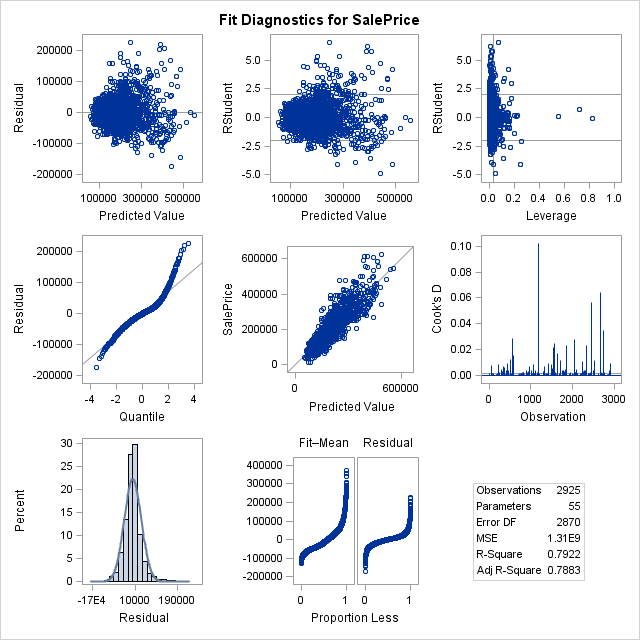 Fit Diagnostics for SalePrice
200000
100000
0
-100000
-200000
Residual
100000 300000 500000
Predicted Value
5.0
2.5
0.0
-2.5
-5.0
RStudent
100000 300000 500000
Predicted Value
5.0
2.5
0.0
-2.5
-5.0
RStudent
0.0 0.2 0.4 0.6 0.8 1.0
Leverage
200000
100000
0
-100000
-200000
Residual
-4 -2 0 2 4
Quantile
600000
400000
200000
0
SalePrice
0 600000
Predicted Value
0.10
0.08
0.06
0.04
0.02
0.00
Cook's D
0 1000 2000 3000
Observation
30
25
20
15
10
5
0
Percent
-17E4 10000 190000
Residual
Fit–Mean Residual
400000
300000
200000
100000
0
-100000
-200000
0 1 0 1
Proportion Less
Observations 2925
Parameters 55
Error DF 2870
MSE 1.31E9
R-Square 0.7922
Adj R-Square 0.7883